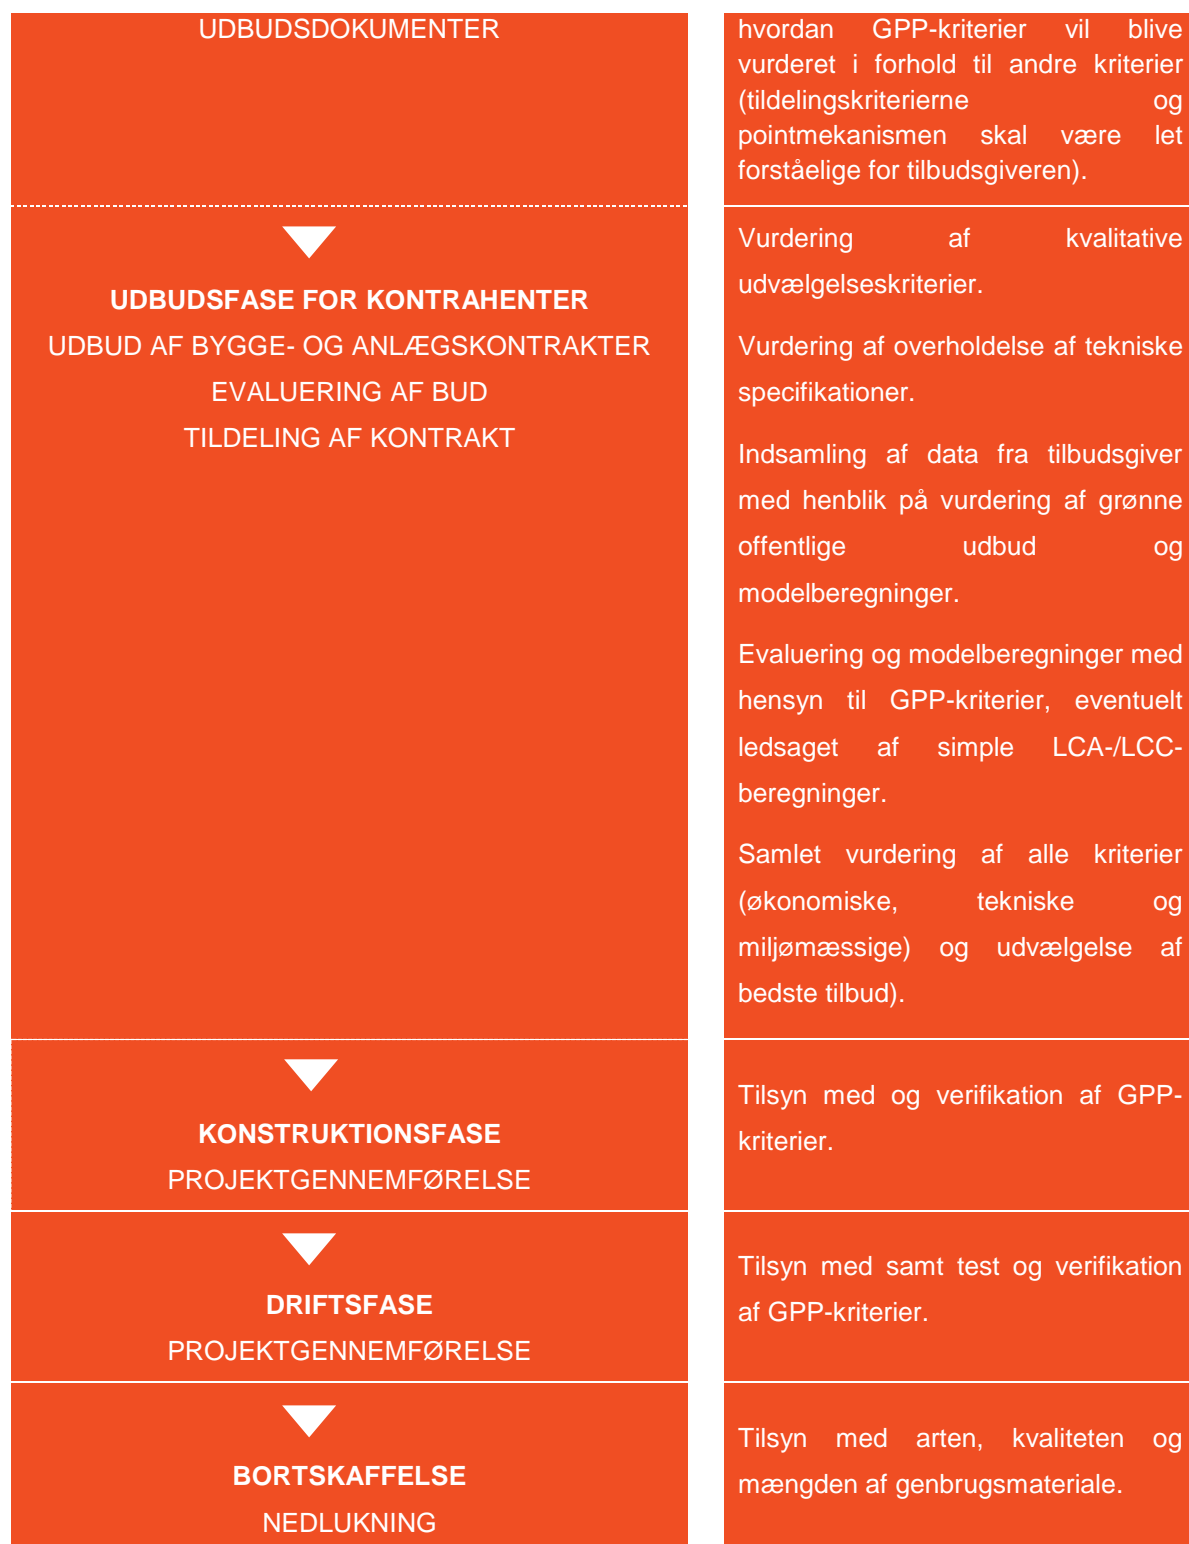 UDBUDSDOKUMENTER
hvordan GPP-kriterier vil blive
vurderet i forhold til andre kriterier
(tildelingskriterierne og
pointmekanismen skal være let
forståelige for tilbudsgiveren).
UDBUDSFASE FOR KONTRAHENTER
UDBUD AF BYGGE- OG ANLÆGSKONTRAKTER
EVALUERING AF BUD
TILDELING AF KONTRAKT
Vurdering af kvalitative
udvælgelseskriterier.
Vurdering af overholdelse af tekniske
specifikationer.
Indsamling af data fra tilbudsgiver
med henblik på vurdering af grønne
offentlige udbud og
modelberegninger.
Evaluering og modelberegninger med
hensyn til GPP-kriterier, eventuelt
ledsaget af simple LCA-/LCC-
beregninger.
Samlet vurdering af alle kriterier
(økonomiske, tekniske og
miljømæssige) og udvælgelse af
bedste tilbud).
KONSTRUKTIONSFASE
PROJEKTGENNEMFØRELSE
Tilsyn med og verifikation af GPP-
kriterier.
DRIFTSFASE
PROJEKTGENNEMFØRELSE
Tilsyn med samt test og verifikation
af GPP-kriterier.
BORTSKAFFELSE
NEDLUKNING
Tilsyn med arten, kvaliteten og
mængden af genbrugsmateriale.